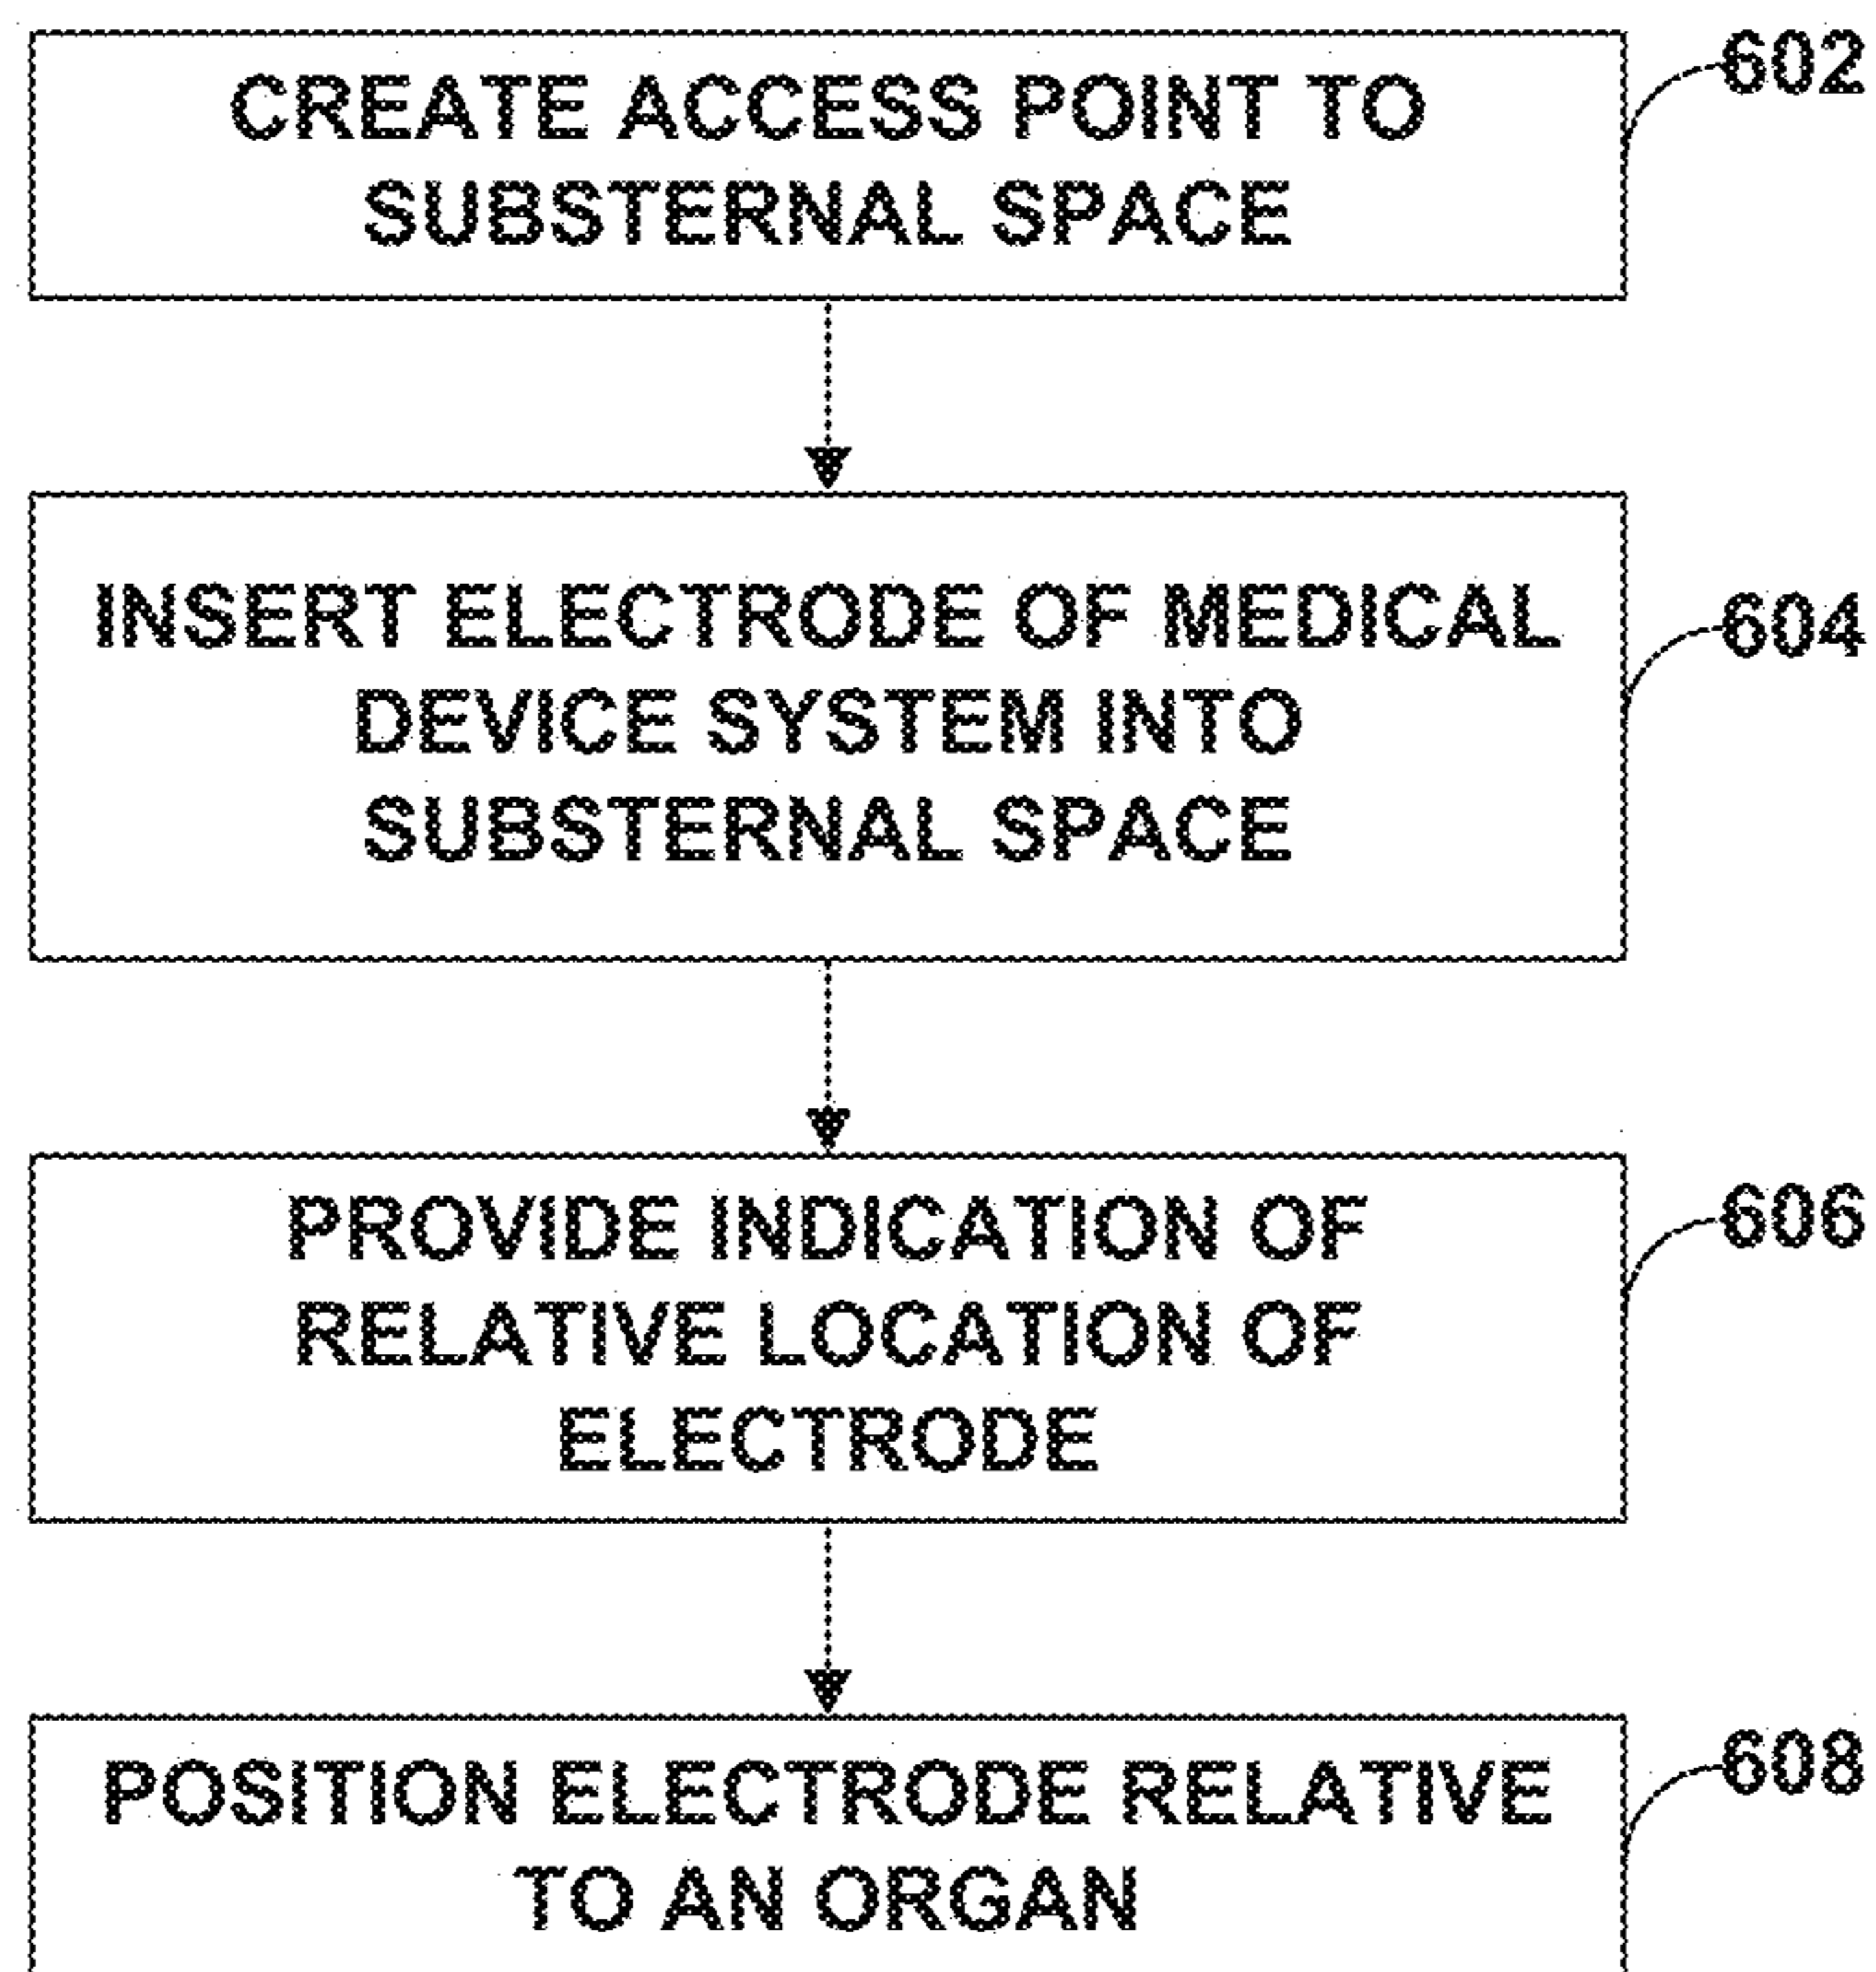 CREATE ACCESS POINT TO
SUBSTERNAL SPACE
602
INSERT ELECTRODE OF MEDICAL
DEVICE SYSTEM INTO
SUBSTERNAL SPACE
604
PROVIDE INDICATION OF
RELATIVE LOCATION OF
ELECTRODE
606
POSITION ELECTRODE RELATIVE
TO AN ORGAN
608